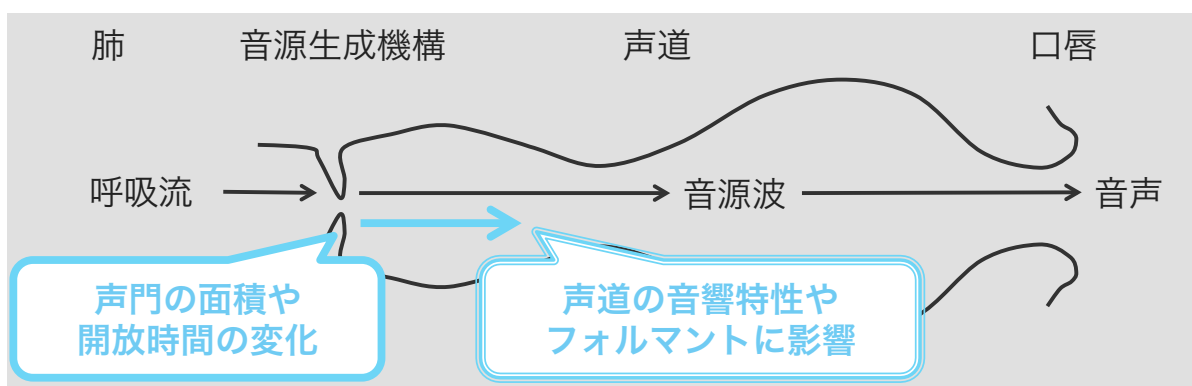 肺 音源生成機構 声道 口唇
呼吸流 音源波 音声
声門の面積や
開放時間の変化
声道の音響特性や
フォルマントに影響